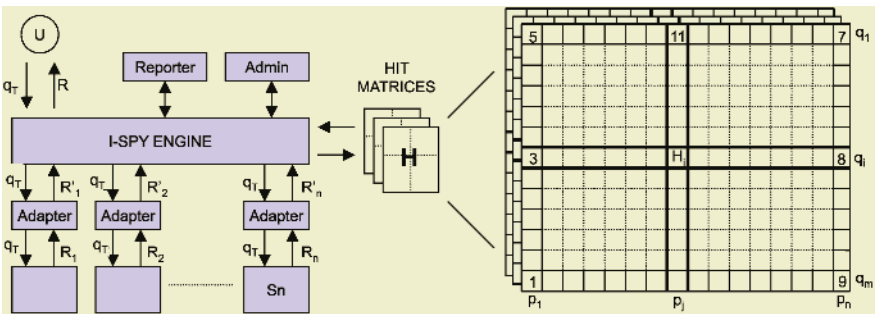 U
q_T R
Reporter Admin
HIT
MATRICES
I-SPY ENGINE
H
q_T R'_1 q_T R'_2 q_T R'_n
Adapter Adapter Adapter
q_T R_1 q_T R_2 q_T R_n
Sn
5 11 7 q_1
3 H_i 8 q_i
1 9 q_m
p_1 p_j p_n